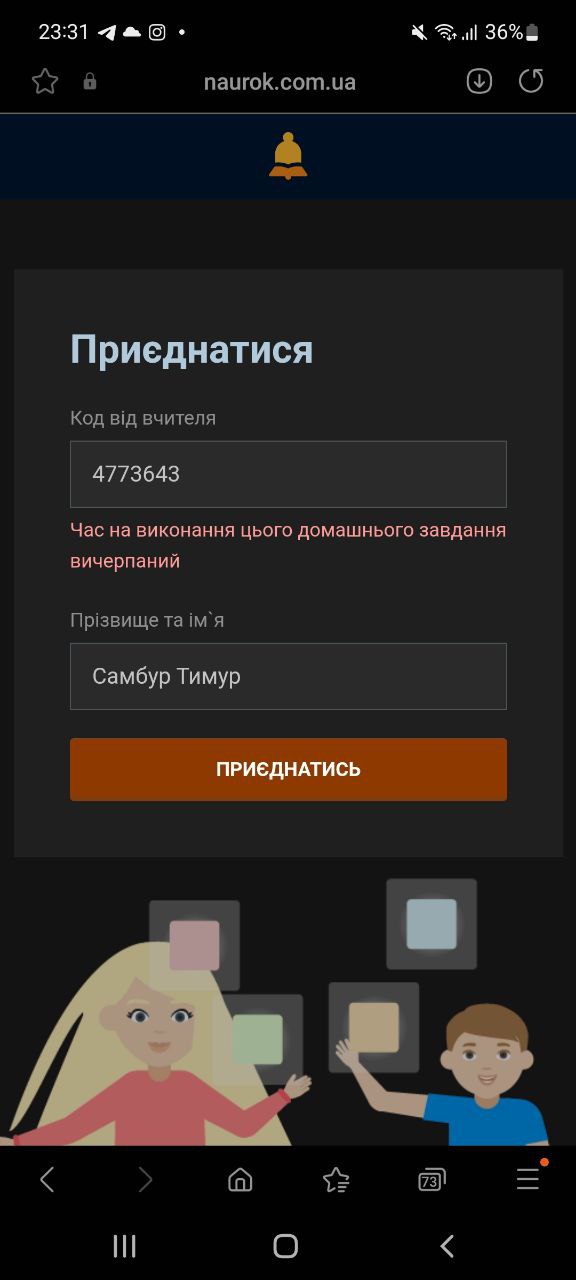 23:31
36%
naurok.com.ua
Приєднатися
Код від вчителя
4773643
Час на виконання цього домашнього завдання
вичерпаний
Прізвище та ім`я
Самбур Тимур
ПРИЄДНАТИСЬ
73